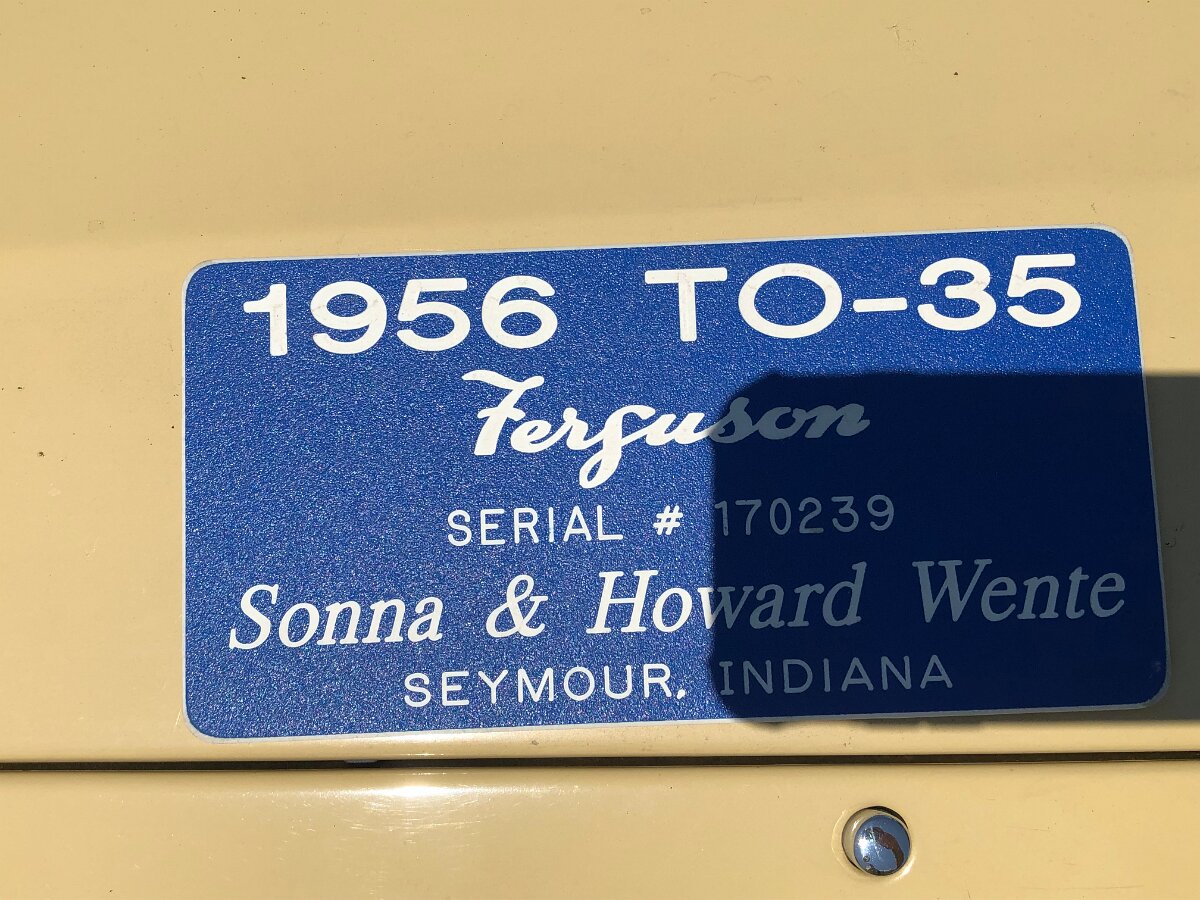 1956 TO-35
Ferguson
SERIAL # 170239
Sonna & Howard Wente
SEYMOUR, INDIANA